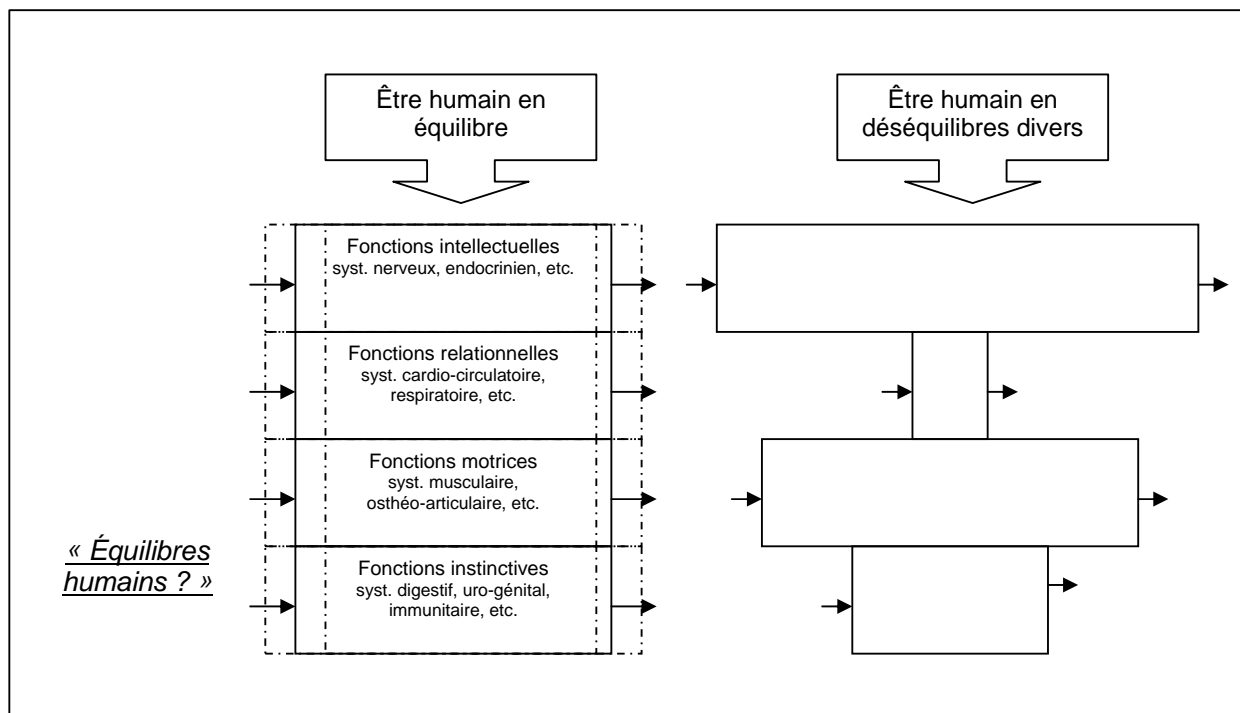 Être humain en
équilibre
Être humain en
déséquilibres divers
Fonctions intellectuelles
syst. nerveux, endocrinien, etc.
Fonctions relationnelles
syst. cardio-circulatoire,
respiratoire, etc.
Fonctions motrices
syst. musculaire,
osthéo-articulaire, etc.
« Équilibres
humains ? »
Fonctions instinctives
syst. digestif, uro-génital,
immunitaire, etc.